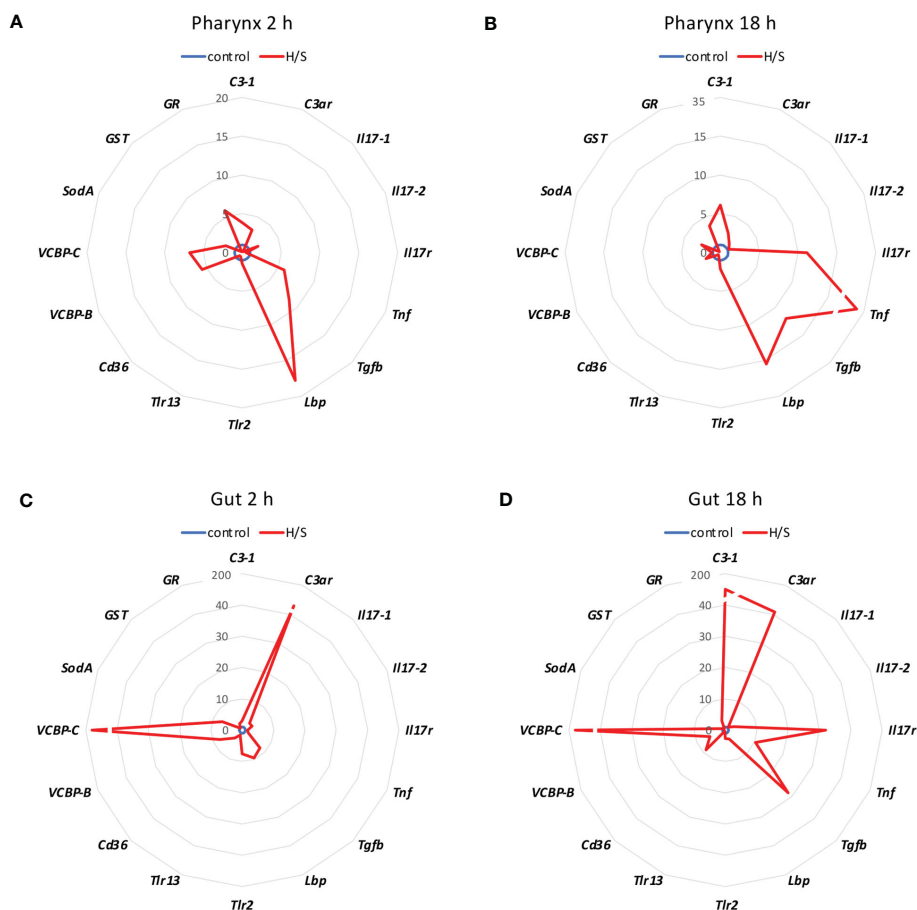 A
Pharynx 2 h
control H/S
C3-1
C3ar
Il17-1
Il17-2
Il17r
Tnf
Tgfb
Lbp
Tlr2
Tlr13
Cd36
VCBP-B
VCBP-C
SodA
GST
GR
20
15
10
5
0
B
Pharynx 18 h
control H/S
C3-1
C3ar
Il17-1
Il17-2
Il17r
Tnf
Tgfb
Lbp
Tlr2
Tlr13
Cd36
VCBP-B
VCBP-C
SodA
GST
GR
35
15
10
5
0
C
Gut 2 h
control H/S
C3-1
C3ar
Il17-1
Il17-2
Il17r
Tnf
Tgfb
Lbp
Tlr2
Tlr13
Cd36
VCBP-B
VCBP-C
SodA
GST
GR
200
40
30
20
10
0
D
Gut 18 h
control H/S
C3-1
C3ar
Il17-1
Il17-2
Il17r
Tnf
Tgfb
Lbp
Tlr2
Tlr13
Cd36
VCBP-B
VCBP-C
SodA
GST
GR
200
40
30
20
10
0